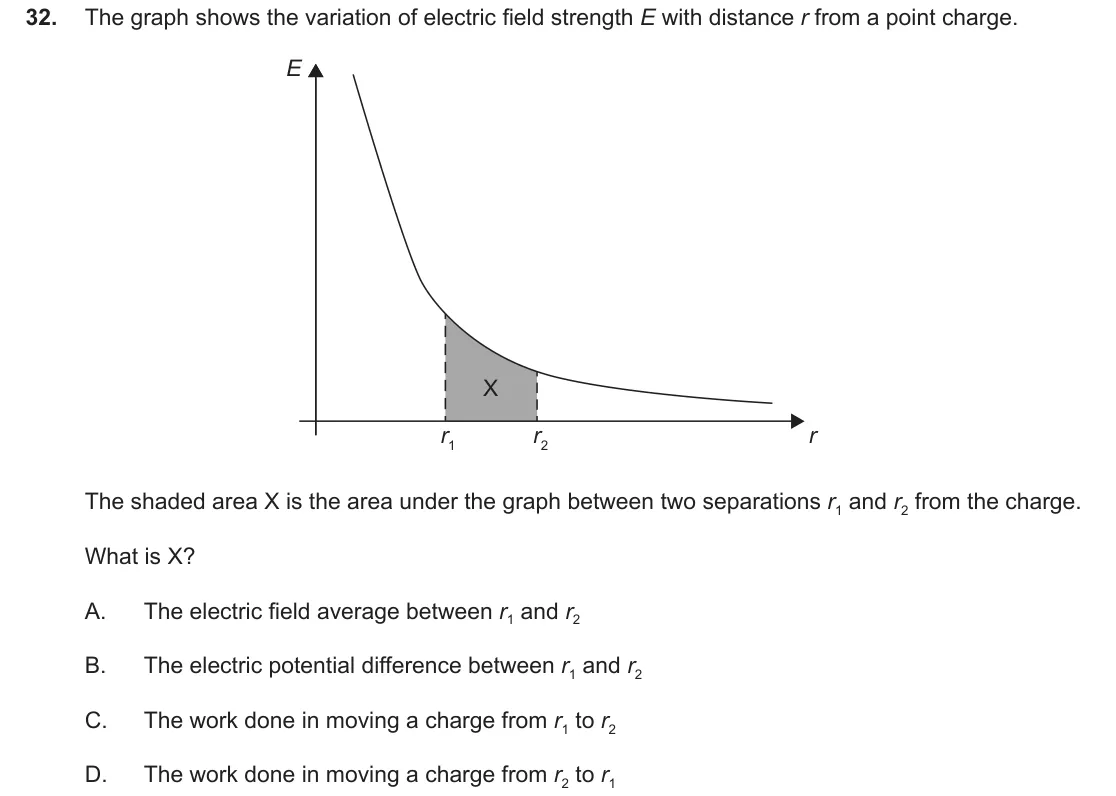 32. The graph shows the variation of electric field strength E with distance r from a point charge.
E
X
r₁ r₂ r
The shaded area X is the area under the graph between two separations r₁ and r₂ from the charge.
What is X?
A. The electric field average between r₁ and r₂
B. The electric potential difference between r₁ and r₂
C. The work done in moving a charge from r₁ to r₂
D. The work done in moving a charge from r₂ to r₁